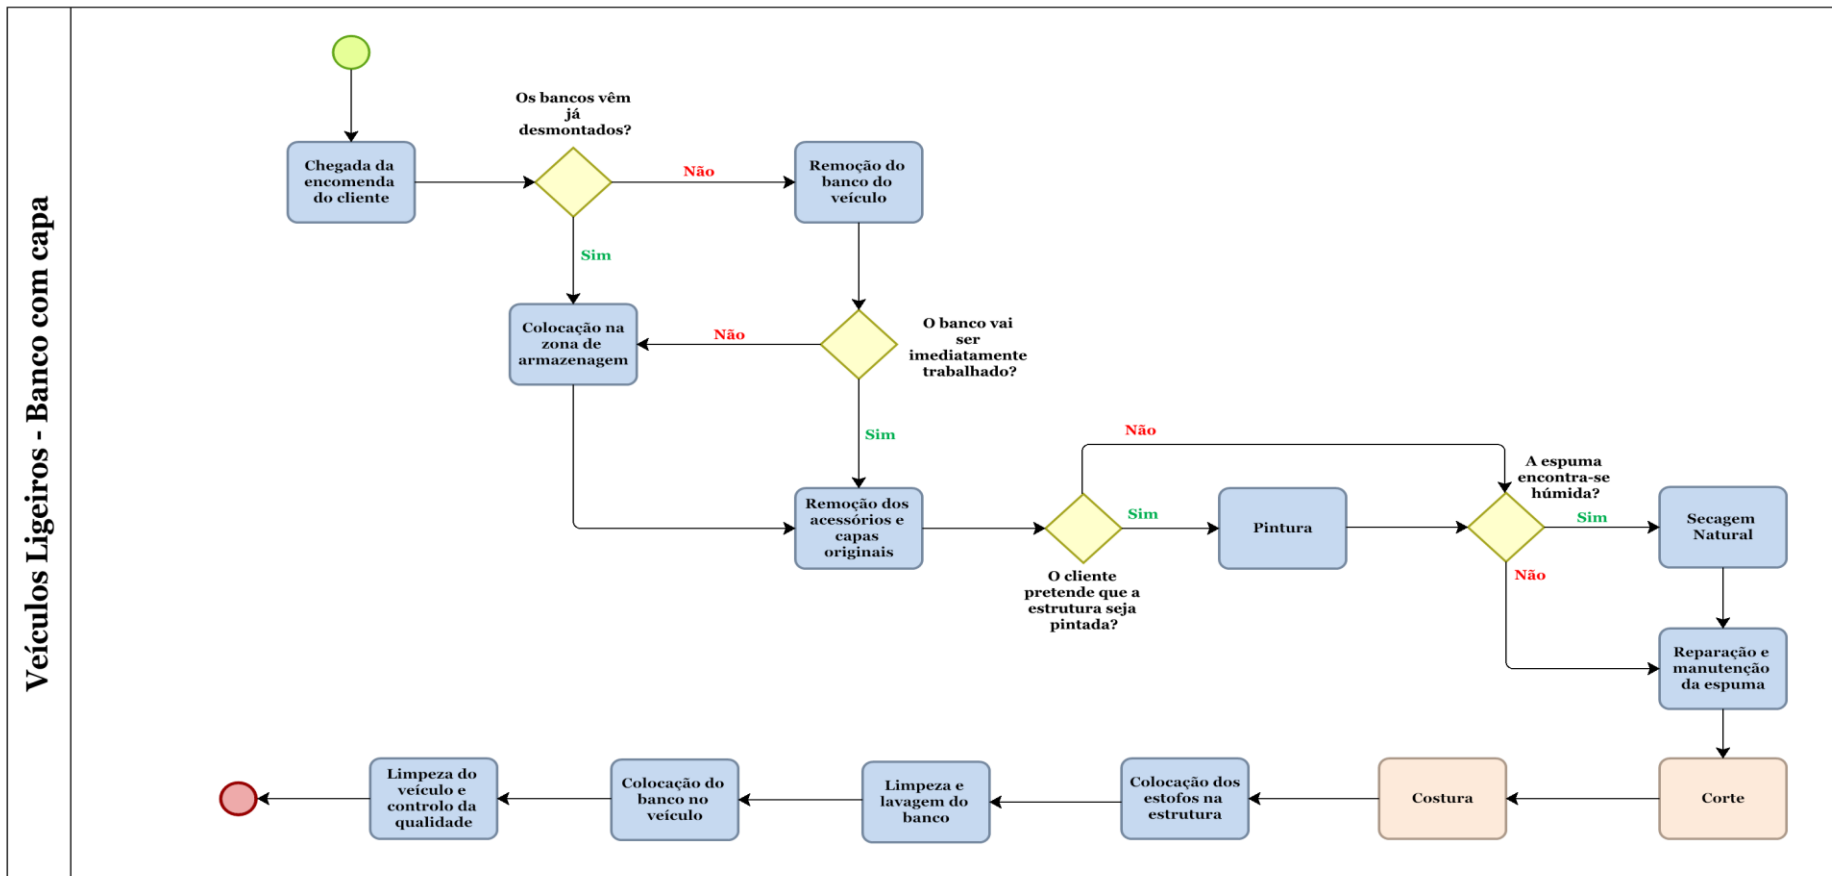 Veículos Ligeiros - Banco com capa
Os bancos vêm
já
desmontados?
Chegada da
encomenda
do cliente
Não
Remoção do
banco do
veículo
Sim
Colocação na
zona de
armazenagem
Não
O banco vai
ser
imediatamente
trabalhado?
Sim
Remoção dos
acessórios e
capas
originais
Não
O cliente
pretende que a
estrutura seja
pintada?
Sim
Pintura
A espuma
encontra-se
húmida?
Sim
Secagem
Natural
Não
Reparação e
manutenção
da espuma
Corte
Costura
Colocação dos
estofos na
estrutura
Limpeza e
lavagem do
banco
Colocação do
banco no
veículo
Limpeza do
veículo e
controlo da
qualidade